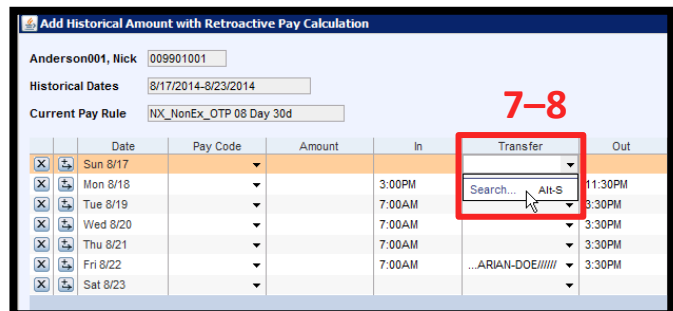 Add Historical Amount with Retroactive Pay Calculation
Anderson001, Nick 009901001
Historical Dates 8/17/2014-8/23/2014
Current Pay Rule NX_NonEx_OTP 08 Day 30d
7–8
Date Pay Code Amount In Transfer Out
Sun 8/17
Mon 8/18 3:00PM Search... Alt-S 11:30PM
Tue 8/19 7:00AM 3:30PM
Wed 8/20 7:00AM 3:30PM
Thu 8/21 7:00AM 3:30PM
Fri 8/22 7:00AM ...ARIAN-DOE////// 3:30PM
Sat 8/23